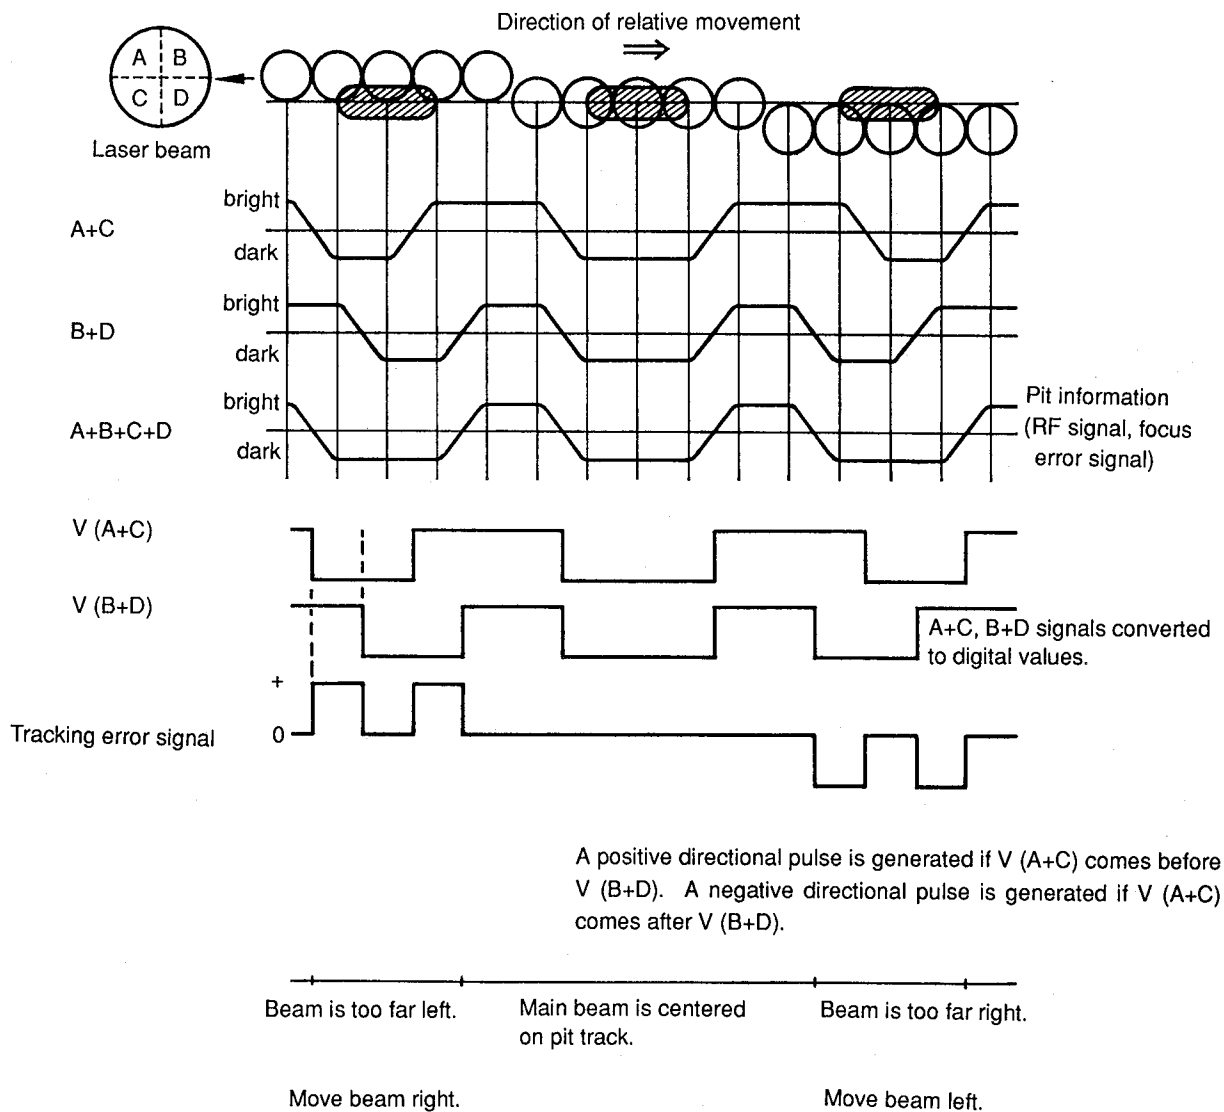 Direction of relative movement
A B
C D
Laser beam
bright
A+C
dark
bright
B+D
dark
bright
A+B+C+D
dark
Pit information
(RF signal, focus
error signal)
V (A+C)
V (B+D)
A+C, B+D signals converted
to digital values.
+
Tracking error signal
0
A positive directional pulse is generated if V (A+C) comes before
V (B+D). A negative directional pulse is generated if V (A+C)
comes after V (B+D).
Beam is too far left.
Main beam is centered
on pit track.
Beam is too far right.
Move beam right.
Move beam left.